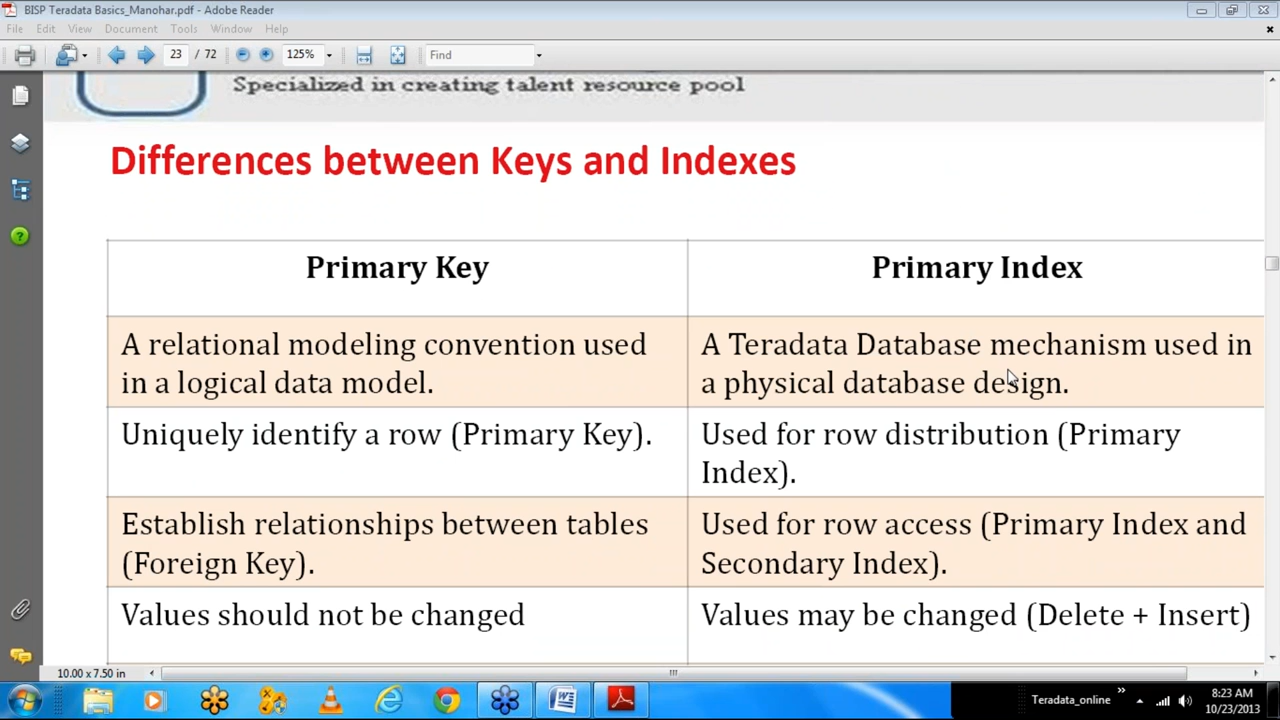 BISP Teradata Basics_Manohar.pdf - Adobe Reader
File Edit View Document Tools Window Help
23 / 72 125% Find
Specialized in creating talent resource pool
Differences between Keys and Indexes
Primary Key
Primary Index
A relational modeling convention used
in a logical data model.
A Teradata Database mechanism used in
a physical database design.
Uniquely identify a row (Primary Key).
Used for row distribution (Primary
Index).
Establish relationships between tables
(Foreign Key).
Used for row access (Primary Index and
Secondary Index).
Values should not be changed
Values may be changed (Delete + Insert)
10.00 x 7.50 in
Teradata_online
8:23 AM
10/23/2013